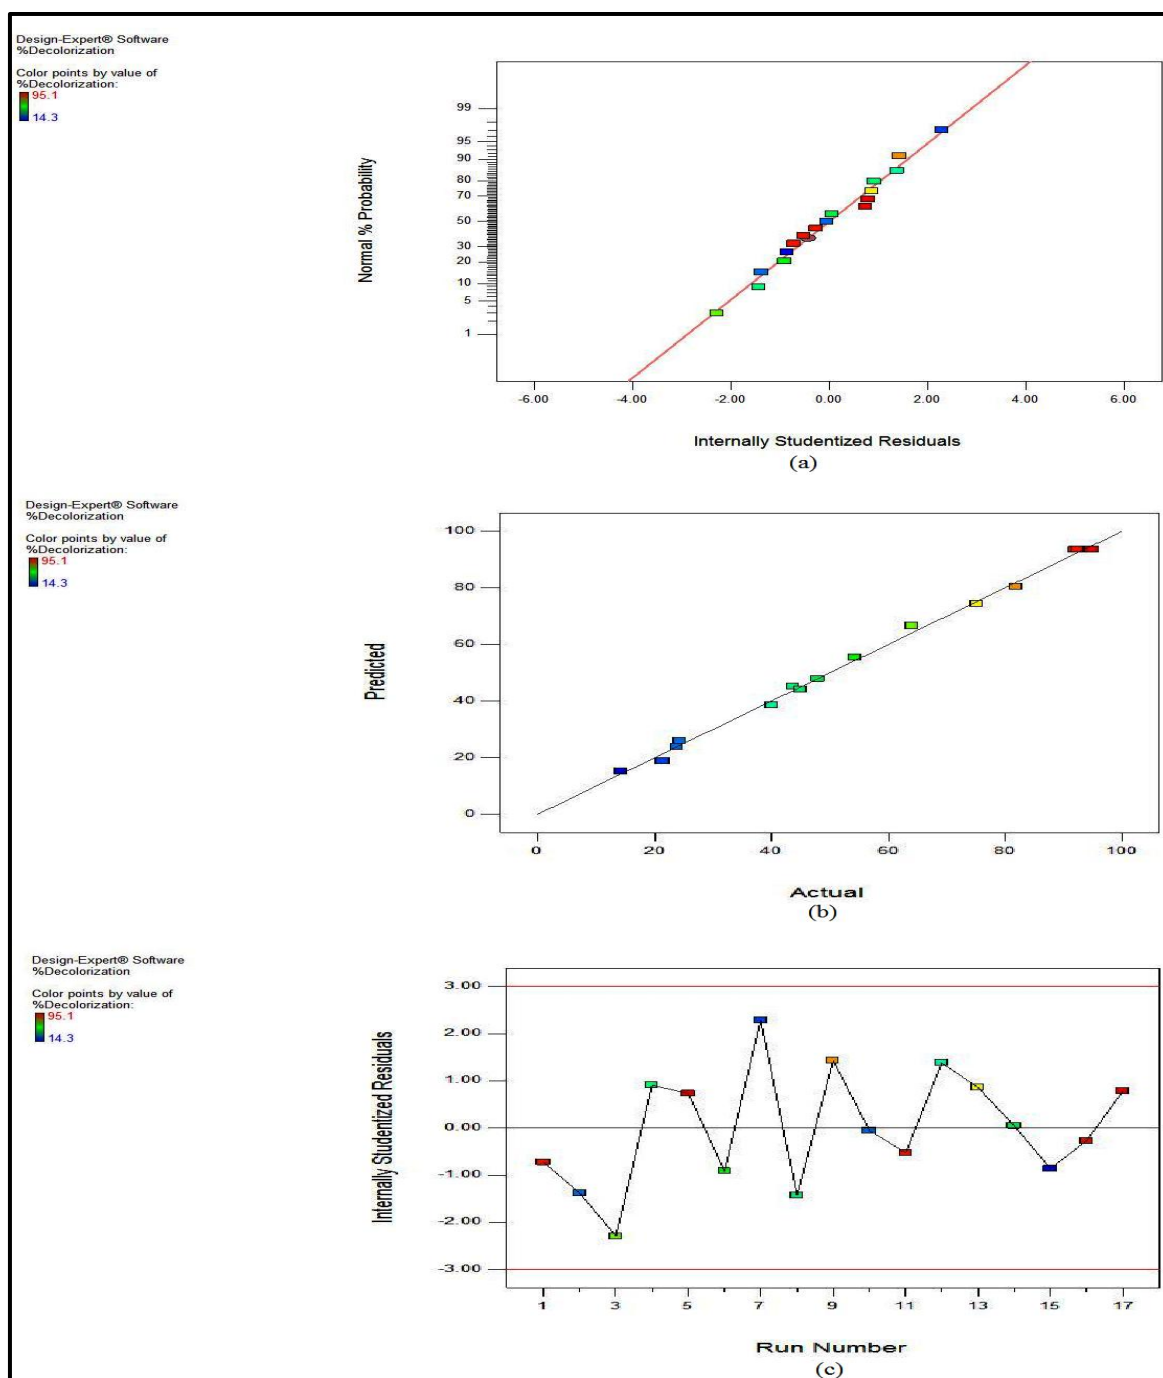 Design-Expert® Software
%Decolorization
Color points by value of
%Decolorization:
95.1
14.3
Normal % Probability
99
95
90
80
70
50
30
20
10
5
1
-6.00 -4.00 -2.00 0.00 2.00 4.00 6.00
Internally Studentized Residuals
(a)
Design-Expert® Software
%Decolorization
Color points by value of
%Decolorization:
95.1
14.3
Predicted
100
80
60
40
20
0
0 20 40 60 80 100
Actual
(b)
Design-Expert® Software
%Decolorization
Color points by value of
%Decolorization:
95.1
14.3
Internally Studentized Residuals
3.00
2.00
1.00
0.00
-1.00
-2.00
-3.00
1 3 5 7 9 11 13 15 17
Run Number
(c)